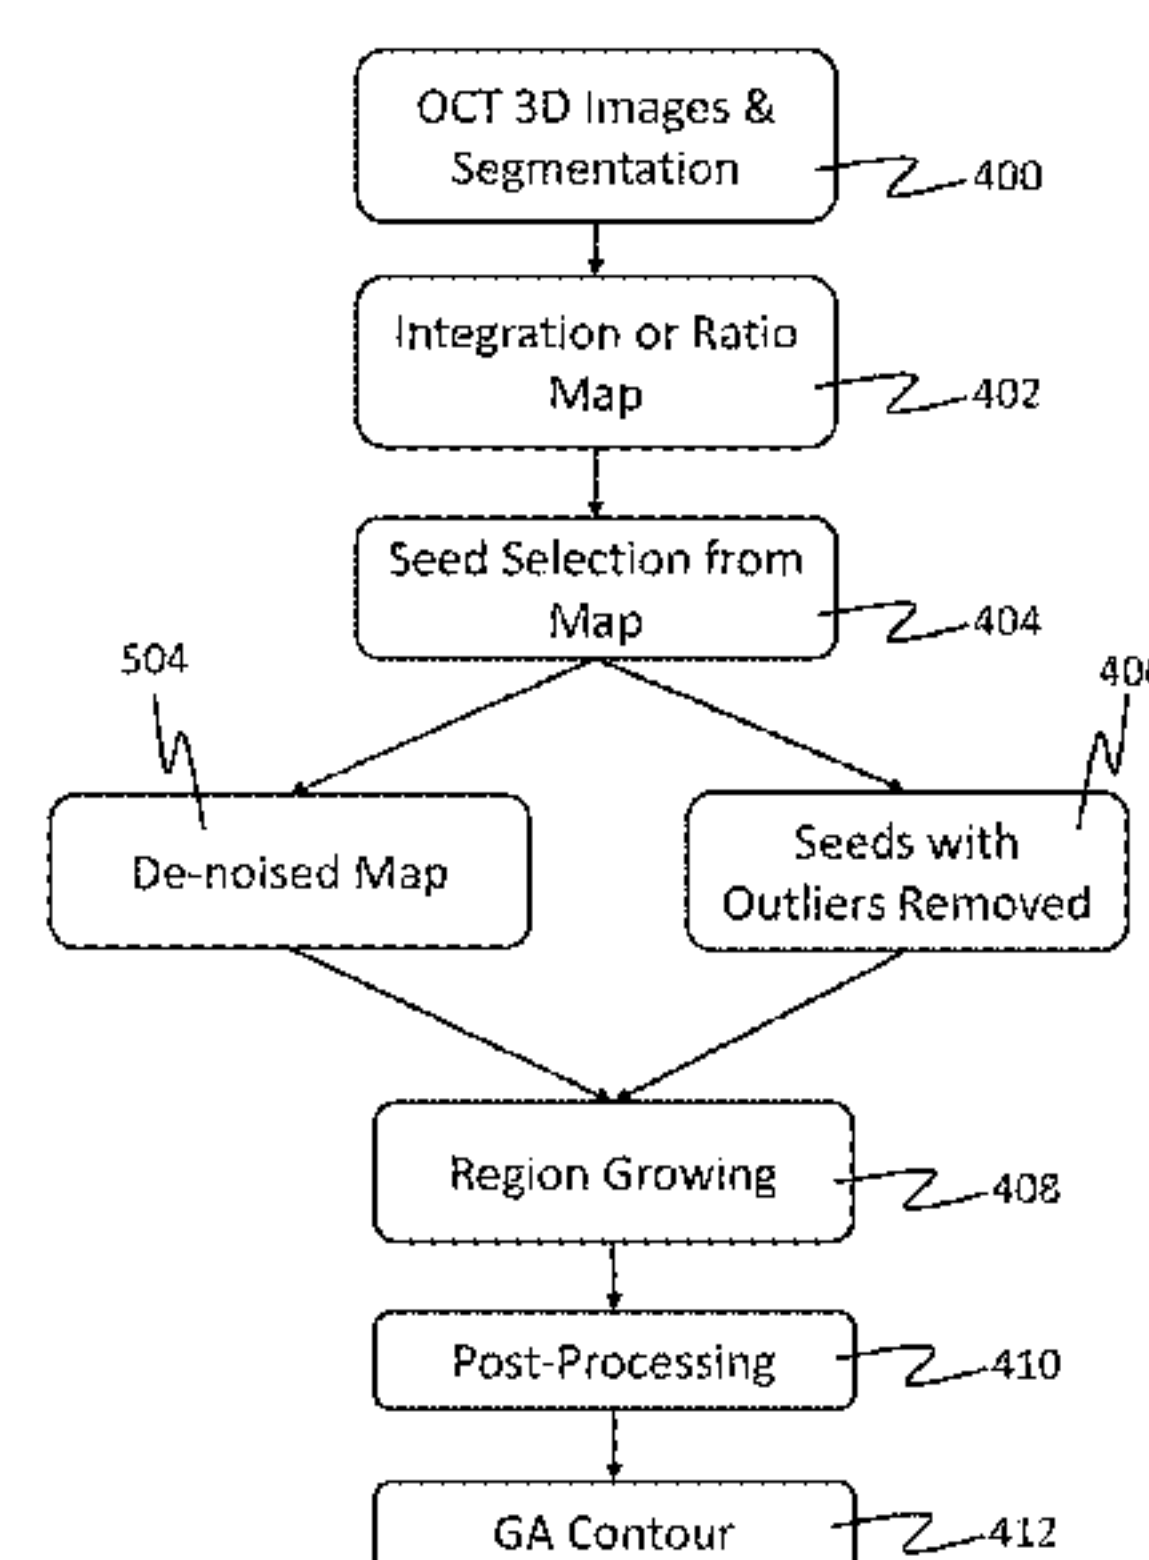 OCT 3D Images &
Segmentation
400
Integration or Ratio
Map
402
Seed Selection from
Map
404
504
De-noised Map
Seeds with
Outliers Removed
Region Growing
408
Post-Processing
410
GA Contour
412